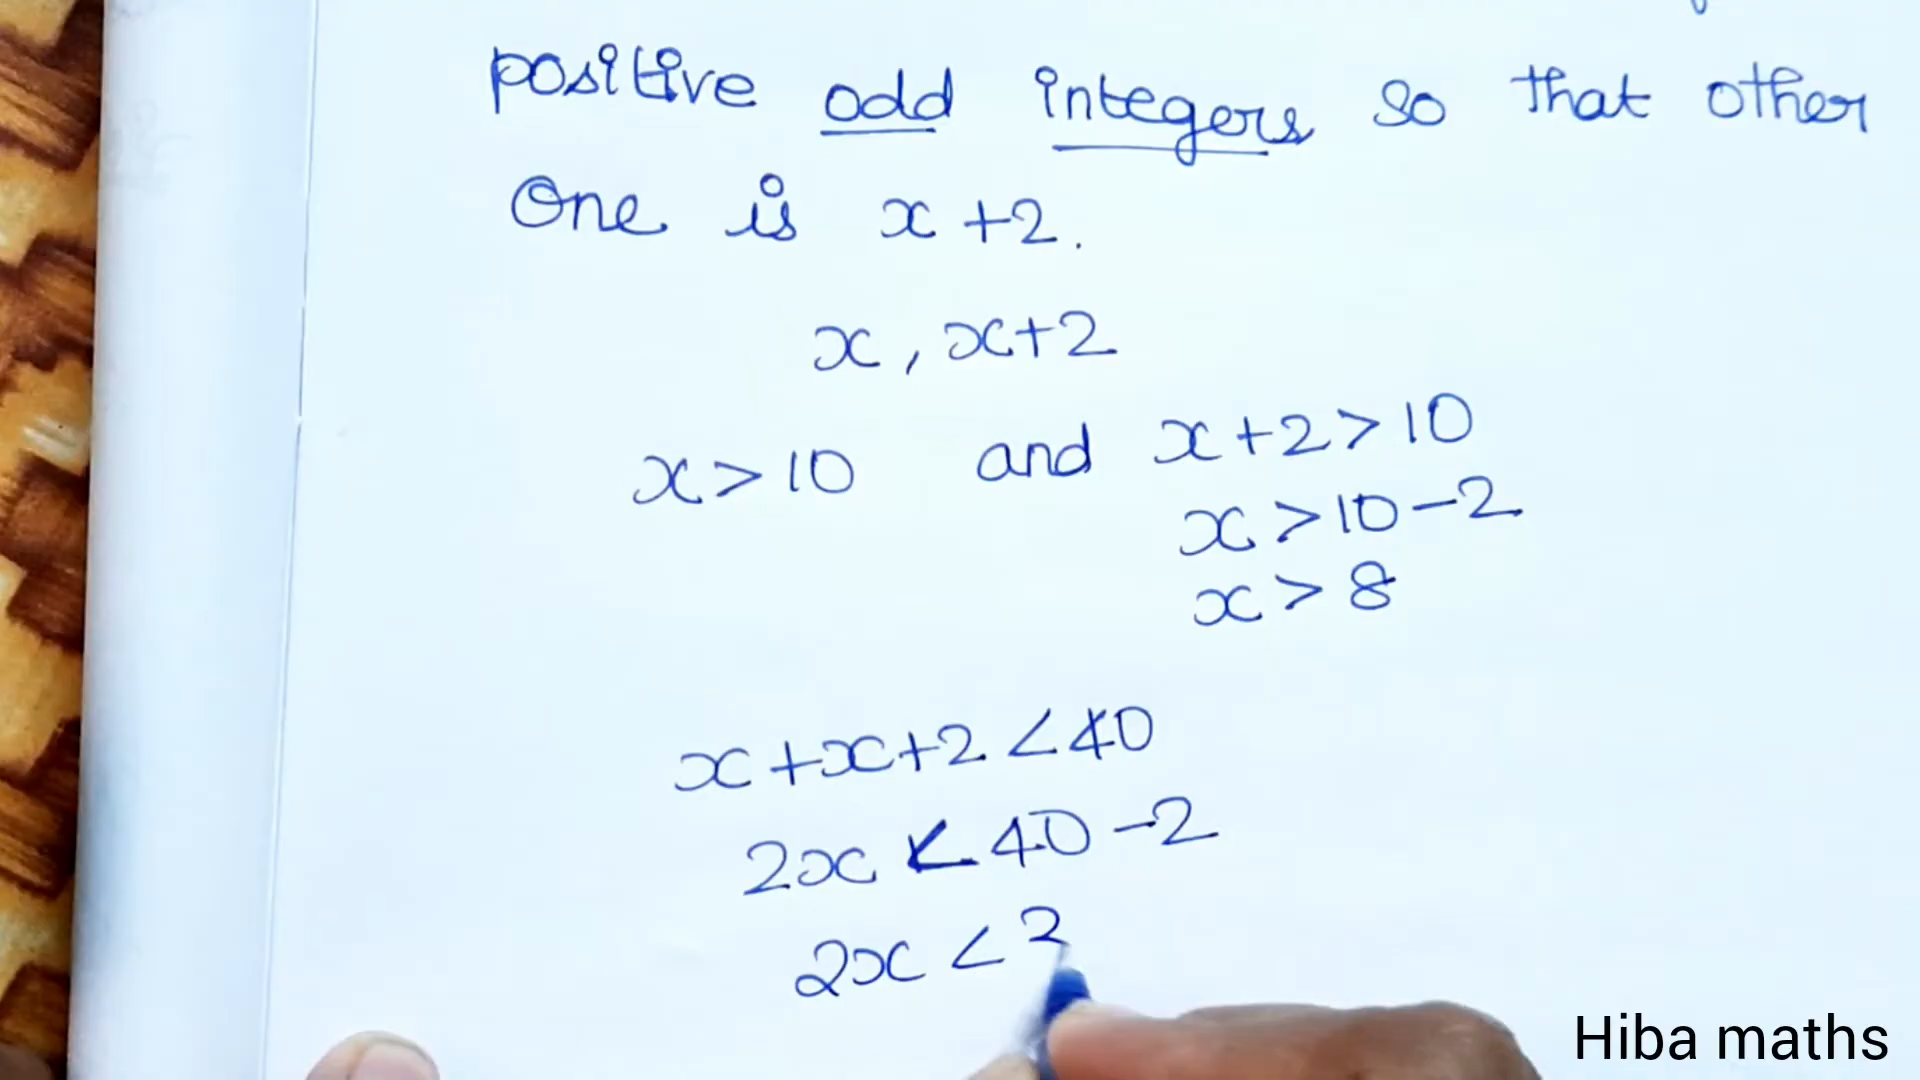 positive odd integers so that other
One is x+2.
x, x+2
x>10 and x+2>10
x>10-2
x>8
x+x+2<40
2x<40-2
2x<3
Hiba maths